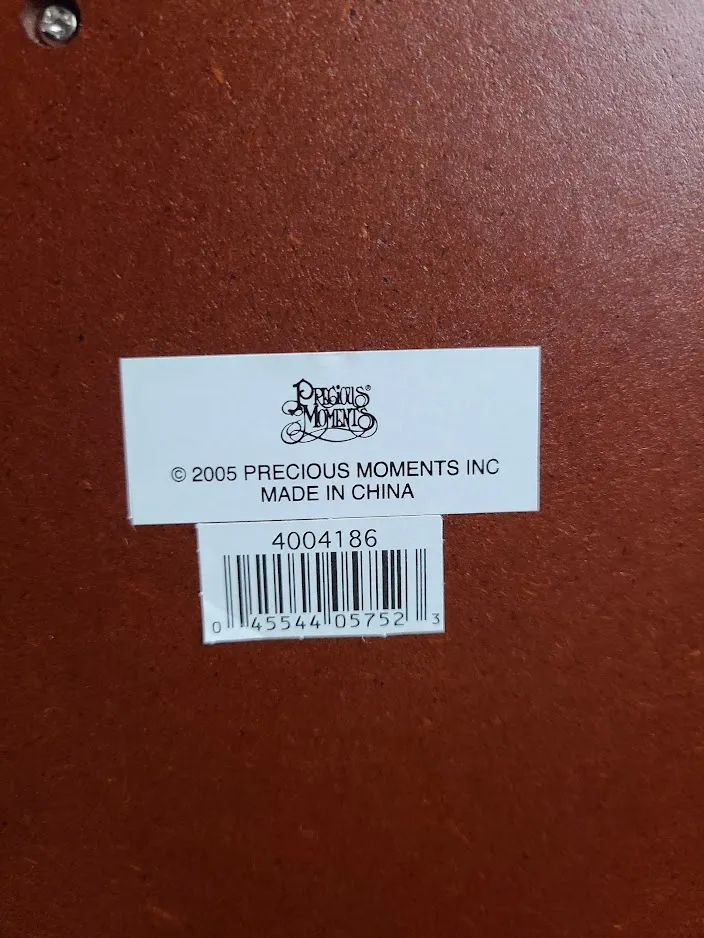 PRECIOUS®
MOMENTS
© 2005 PRECIOUS MOMENTS INC
MADE IN CHINA
4004186
0 45544 05752 3